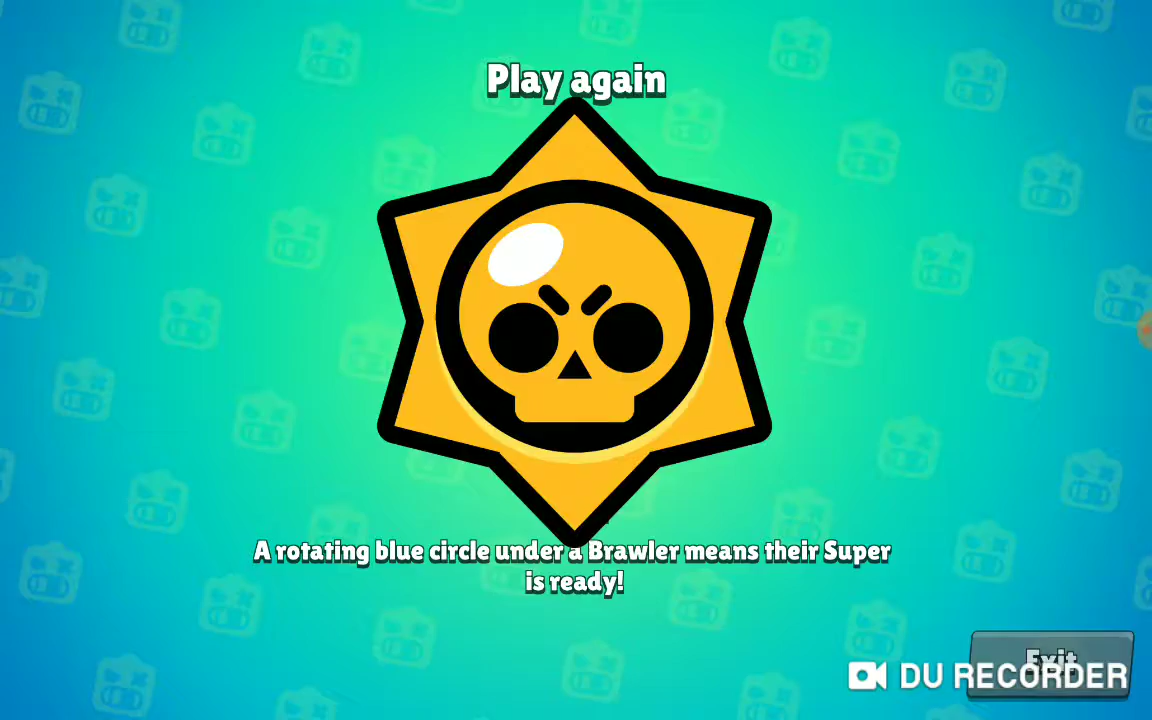 Play again
A rotating blue circle under a Brawler means their Super
is ready!
Exit
DU RECORDER